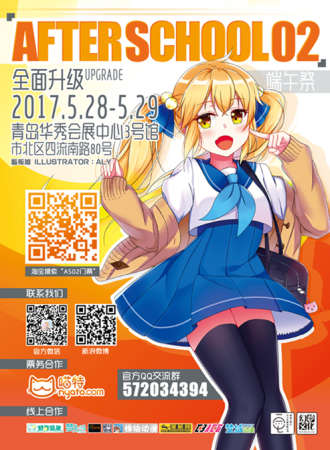 AFTER SCHOOL 02
全面升级 UPGRADE
端午祭
2017.5.28-5.29
青岛华秀会展中心3号馆
市北区四流南路80号
ILLUSTRATOR: ALY
淘宝搜索“AS02门票”
联系我们
官方微信
新浪微博
票务合作
喵特
nyato.com
官方QQ交流群
572034394
线上合作